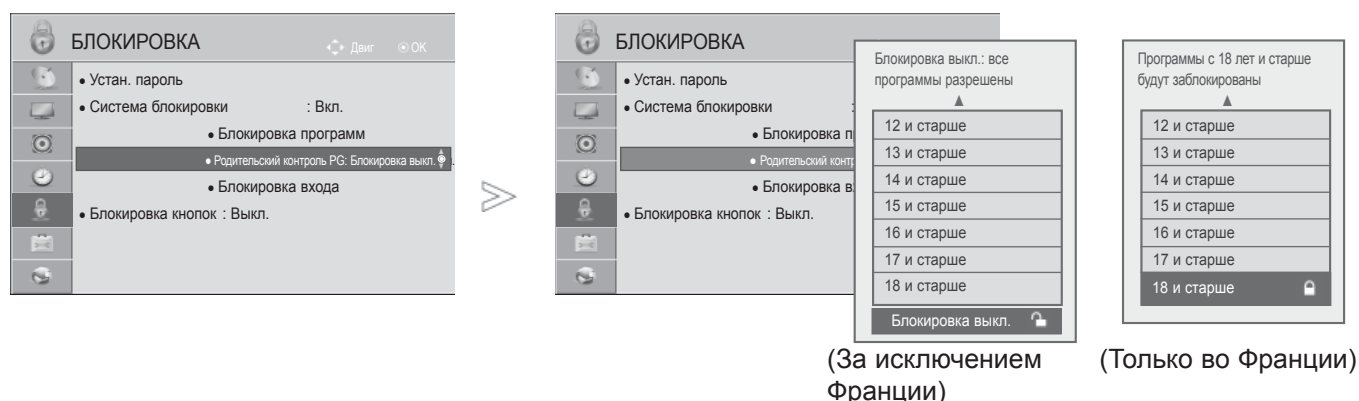 БЛОКИРОВКА
Двиг OK
• Устан. пароль
• Система блокировки : Вкл.
• Блокировка программ
• Родительский контроль PG: Блокировка выкл.
• Блокировка входа
• Блокировка кнопок : Выкл.
БЛОКИРОВКА
• Устан. пароль
• Система блокировки :
• Блокировка п
• Родительский контр
• Блокировка в
• Блокировка кнопок : Выкл.
Блокировка выкл.: все
программы разрешены
12 и старше
13 и старше
14 и старше
15 и старше
16 и старше
17 и старше
18 и старше
Блокировка выкл.
(За исключением
Франции)
Программы с 18 лет и старше
будут заблокированы
12 и старше
13 и старше
14 и старше
15 и старше
16 и старше
17 и старше
18 и старше
(Только во Франции)